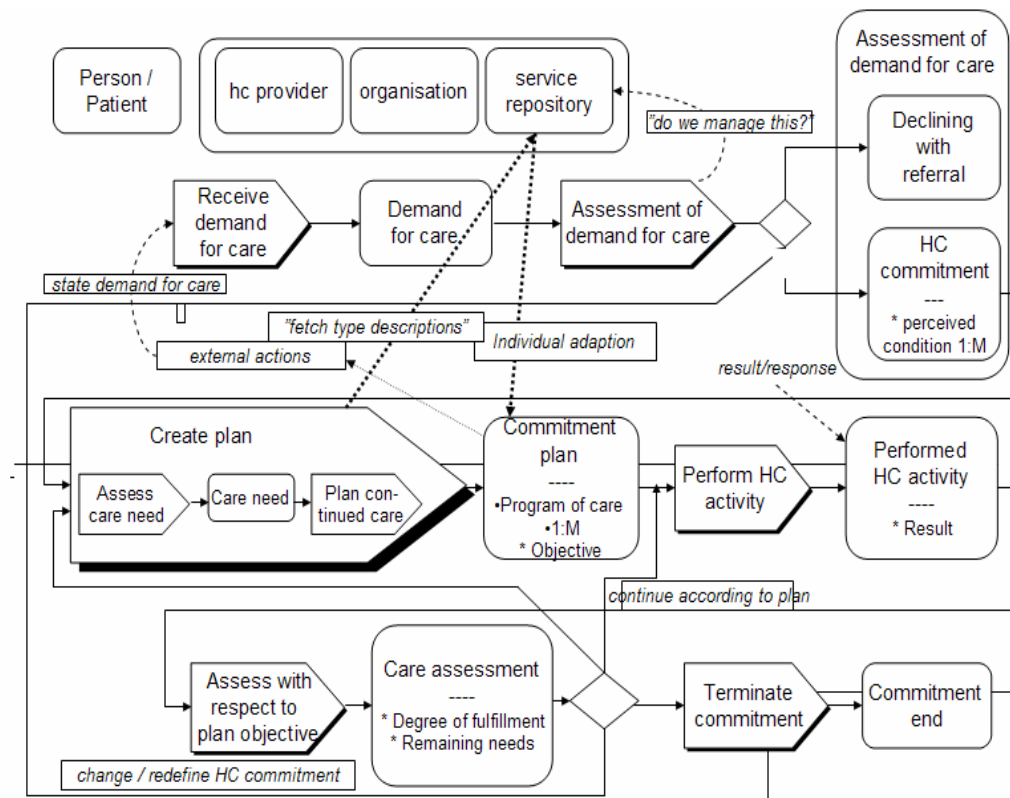 Person /
Patient
hc provider
organisation
service
repository
Assessment of
demand for care
"do we manage this?"
Declining
with
referral
Receive
demand
for care
Demand
for care
Assessment of
demand for care
HC
commitment
---
* perceived
condition 1:M
state demand for care
"fetch type descriptions"
Individual adaption
external actions
result/response
Create plan
Assess
care need
Care need
Plan con-
tinued care
Commitment
plan
----
•Program of care
•1:M
* Objective
Perform HC
activity
Performed
HC activity
----
* Result
continue according to plan
Assess with
respect to
plan objective
Care assessment
----
* Degree of fulfillment
* Remaining needs
Terminate
commitment
Commitment
end
change / redefine HC commitment